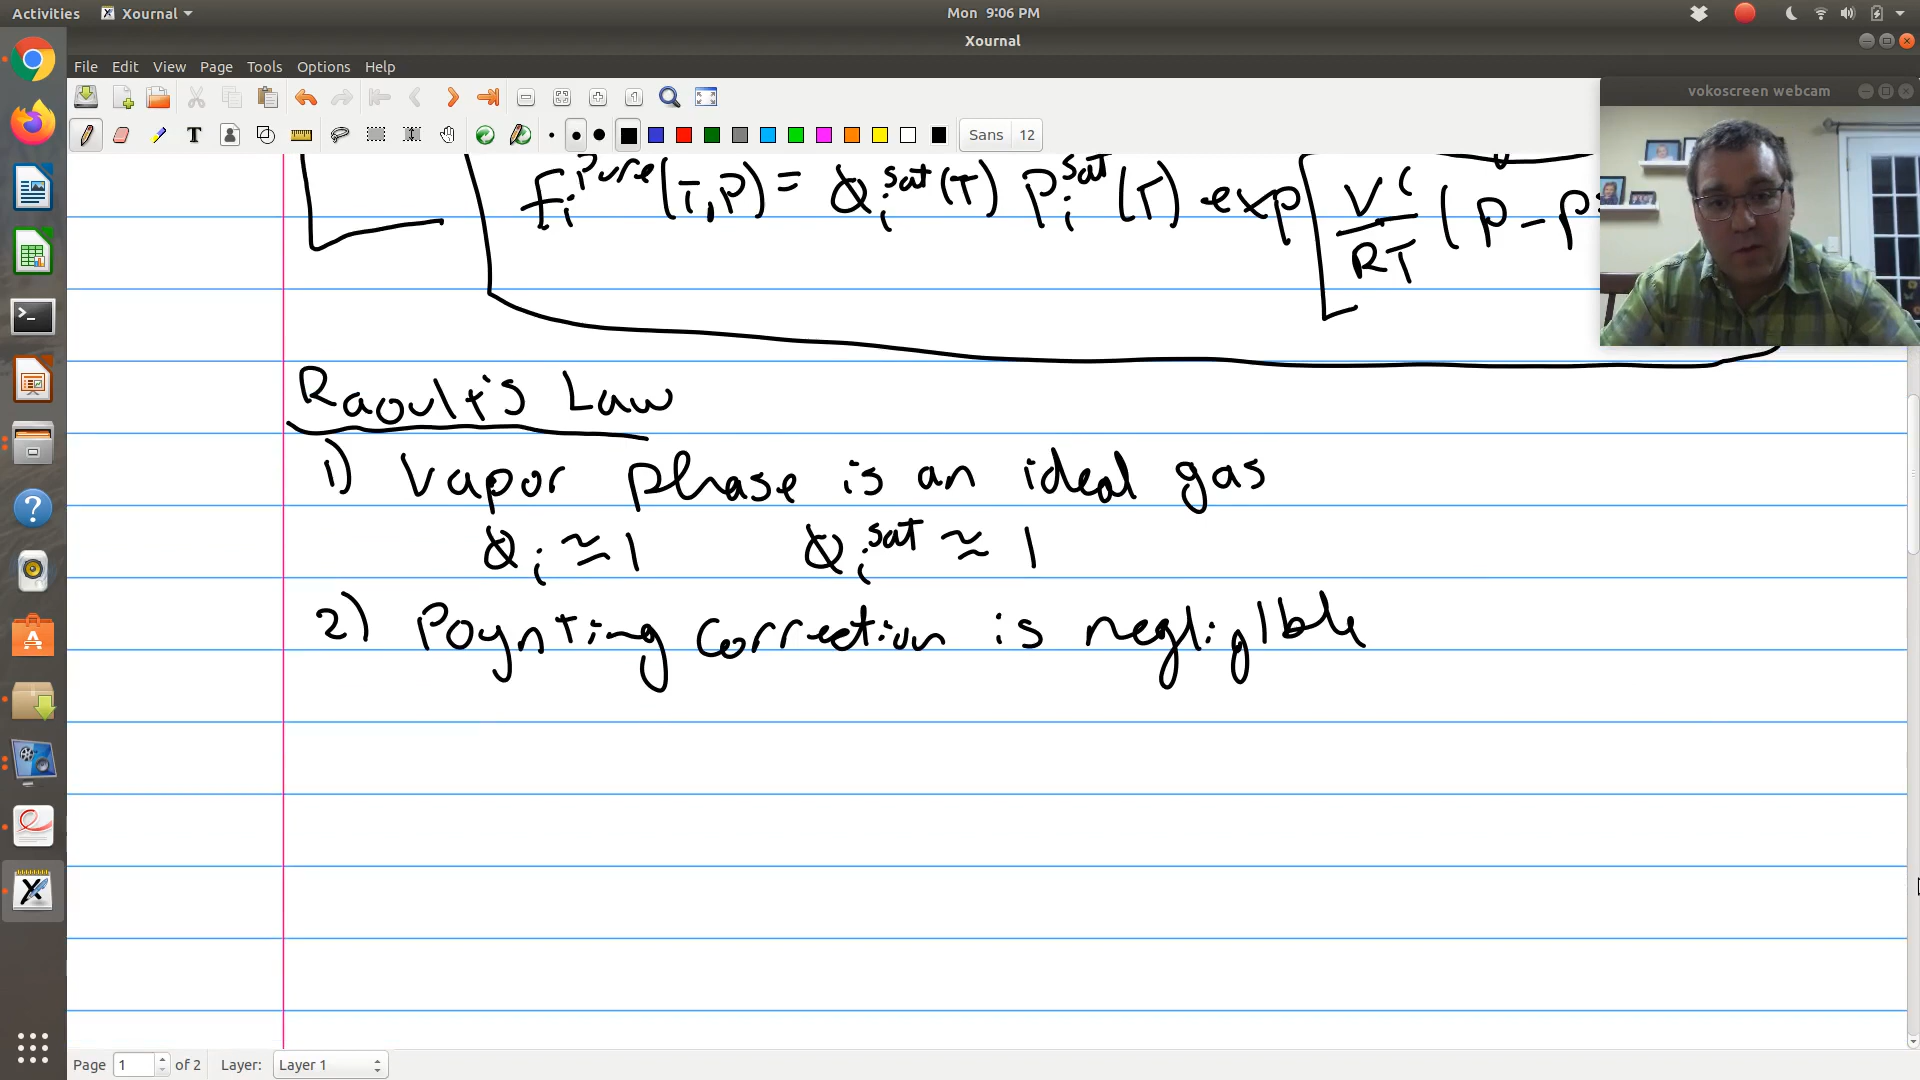 Activities Xournal Mon 9:06 PM
Xournal
File Edit View Page Tools Options Help
vokoscreen webcam
T Sans 12
f_i^pure (T,P) = φ_i^sat (T) P_i^sat (T) exp [ V^L / RT ( P - P^s
Raoult's Law
1) Vapor phase is an ideal gas
φ_i ≈ 1 φ_i^sat ≈ 1
2) Poynting correction is negligible
Page 1 of 2 Layer: Layer 1